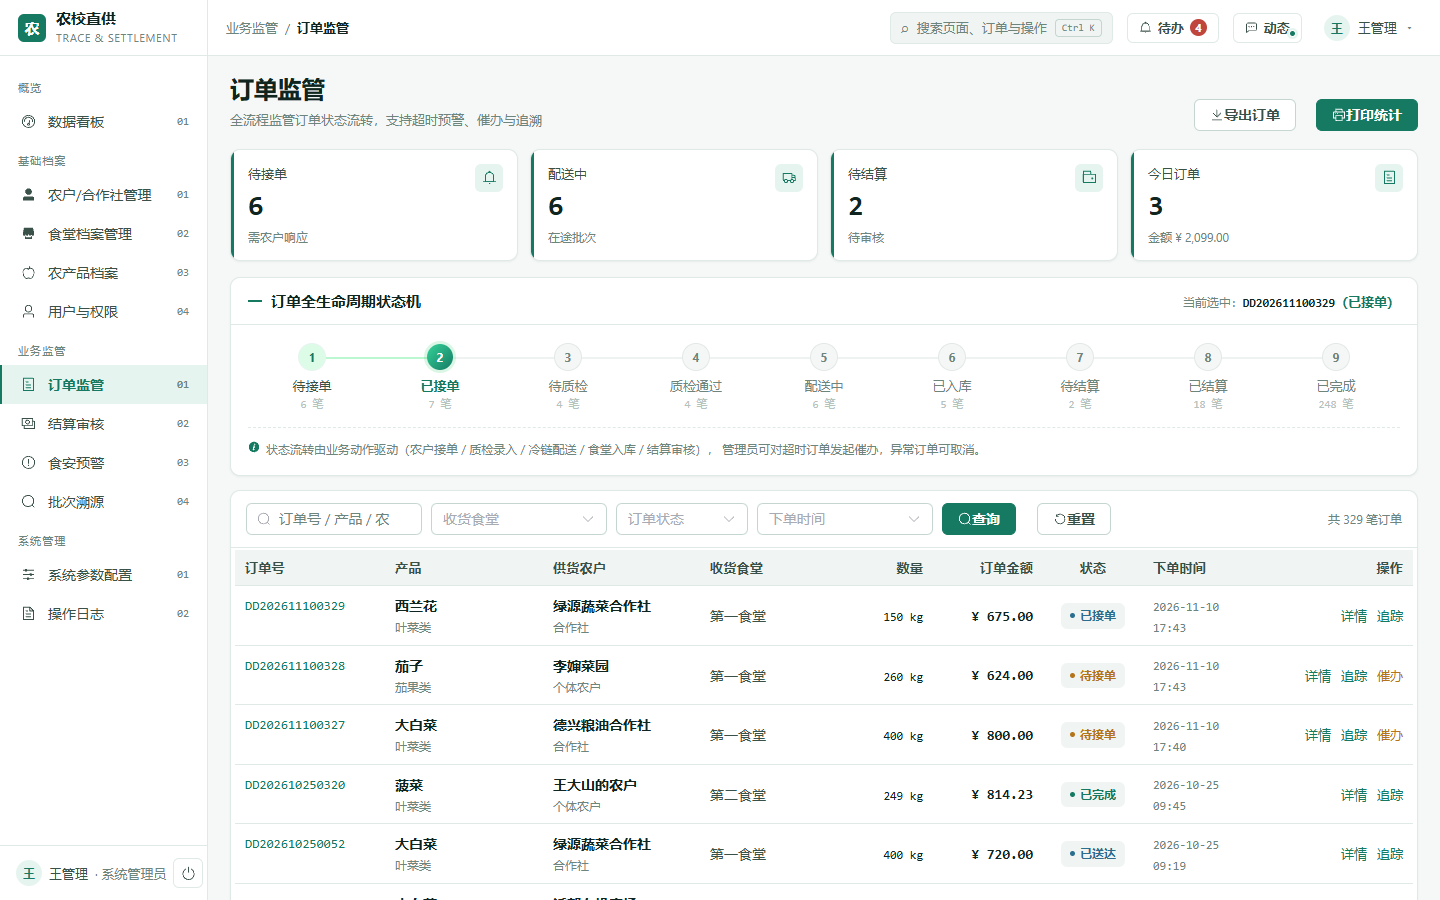 农 农校直供
TRACE & SETTLEMENT
业务监管 / 订单监管
搜索页面、订单与操作 Ctrl K
待办 4
动态
王 王管理
概览
数据看板 01
基础档案
农户/合作社管理 01
食堂档案管理 02
农产品档案 03
用户与权限 04
业务监管
订单监管 01
结算审核 02
食安预警 03
批次溯源 04
系统管理
系统参数配置 01
操作日志 02
王 王管理 · 系统管理员
订单监管
全流程监管订单状态流转，支持超时预警、催办与追溯
导出订单
打印统计
待接单
6
需农户响应
配送中
6
在途批次
待结算
2
待审核
今日订单
3
金额 ¥ 2,099.00
订单全生命周期状态机
当前选中： DD202611100329 （已接单）
1 2 3 4 5 6 7 8 9
待接单 已接单 待质检 质检通过 配送中 已入库 待结算 已结算 已完成
6 笔 7 笔 4 笔 4 笔 6 笔 5 笔 2 笔 18 笔 248 笔
状态流转由业务动作驱动（农户接单 / 质检录入 / 冷链配送 / 食堂入库 / 结算审核）， 管理员可对超时订单发起催办，异常订单可取消。
订单号 / 产品 / 农 收货食堂 订单状态 下单时间 查询 重置 共 329 笔订单
订单号 产品 供货农户 收货食堂 数量 订单金额 状态 下单时间 操作
DD202611100329 西兰花 叶菜类 绿源蔬菜合作社 合作社 第一食堂 150 kg ¥ 675.00 已接单 2026-11-10 17:43 详情 追踪
DD202611100328 茄子 茄果类 李婶菜园 个体农户 第一食堂 260 kg ¥ 624.00 待接单 2026-11-10 17:43 详情 追踪 催办
DD202611100327 大白菜 叶菜类 德兴粮油合作社 合作社 第一食堂 400 kg ¥ 800.00 待接单 2026-11-10 17:40 详情 追踪 催办
DD202610250320 菠菜 叶菜类 王大山的农户 个体农户 第二食堂 249 kg ¥ 814.23 已完成 2026-10-25 09:45 详情 追踪
DD202610250052 大白菜 叶菜类 绿源蔬菜合作社 合作社 第一食堂 400 kg ¥ 720.00 已送达 2026-10-25 09:19 详情 追踪